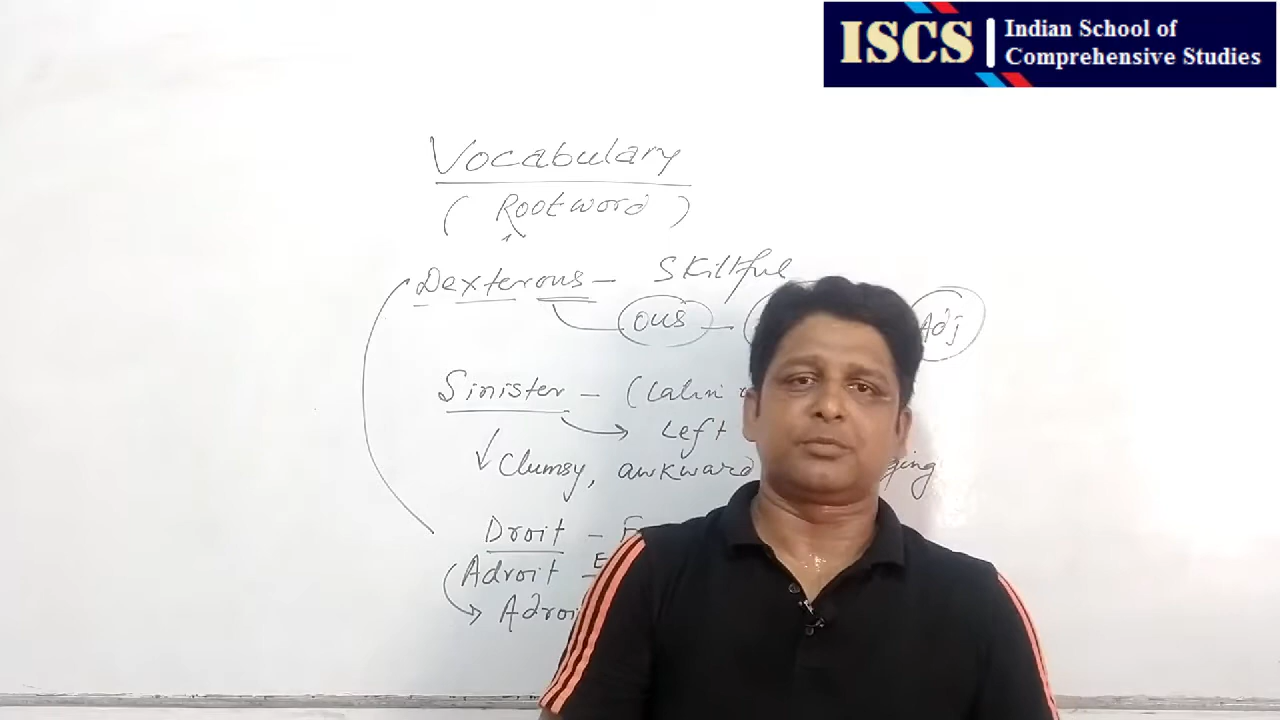 ISCS
Indian School of
Comprehensive Studies
Vocabulary
( Rootword )
Dexterous - Skillful
ous - Adj
Sinister - (Latin
Left
Clumsy, awkward
Droit -
Adroit -